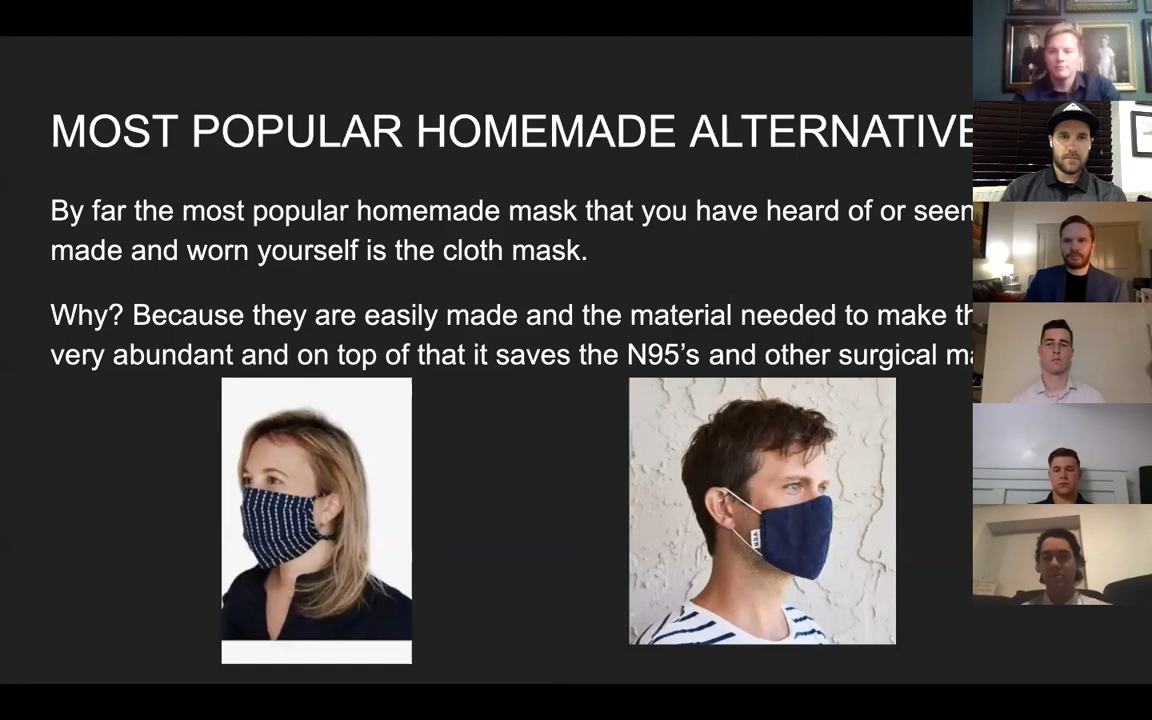 MOST POPULAR HOMEMADE ALTERNATIVE
By far the most popular homemade mask that you have heard of or seen
made and worn yourself is the cloth mask.
Why? Because they are easily made and the material needed to make
very abundant and on top of that it saves the N95's and other surgical
USA